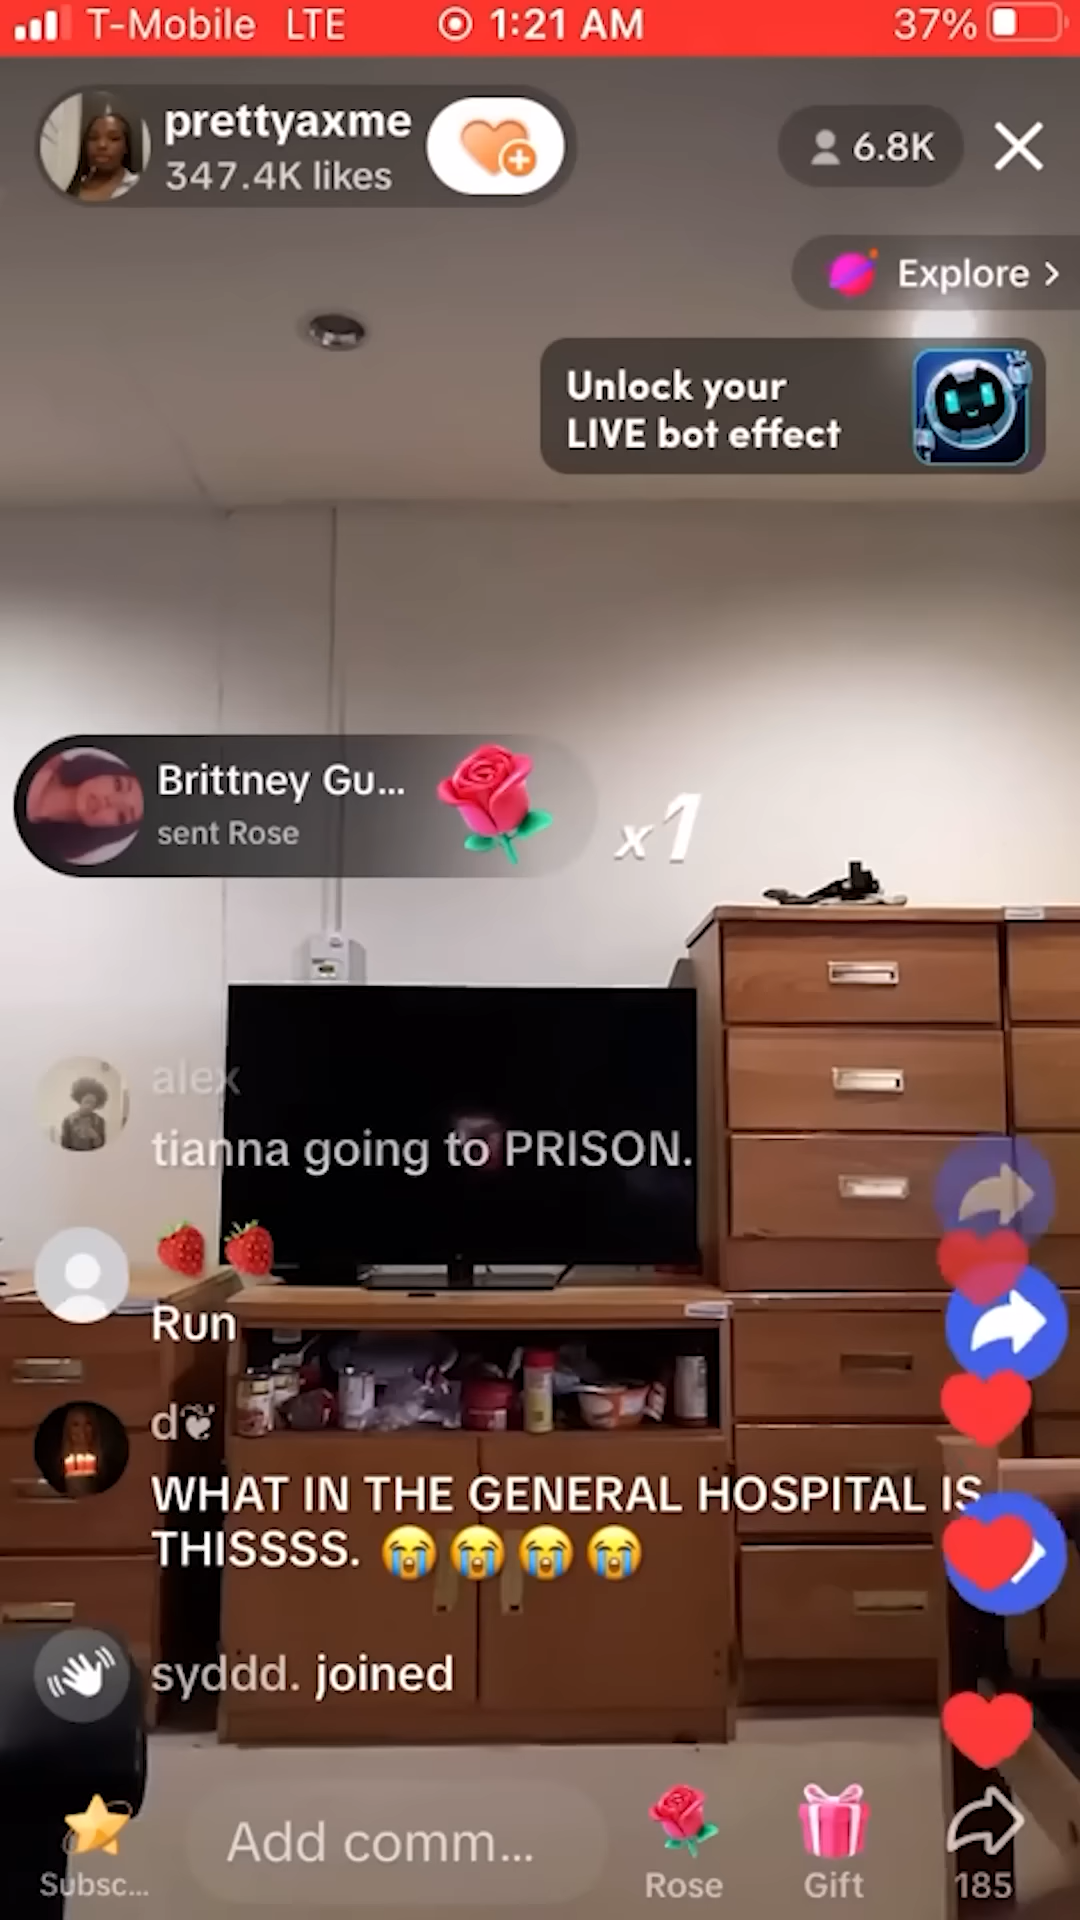 T-Mobile LTE 1:21 AM 37%
prettyaxme
347.4K likes
6.8K
Explore >
Unlock your
LIVE bot effect
Brittney Gu...
sent Rose
x1
alex
tianna going to PRISON.
🍓 🍓
Run
d❦
WHAT IN THE GENERAL HOSPITAL IS
THISSSS. 😭😭😭😭
syddd. joined
Subsc...
Add comm...
Rose
Gift
185